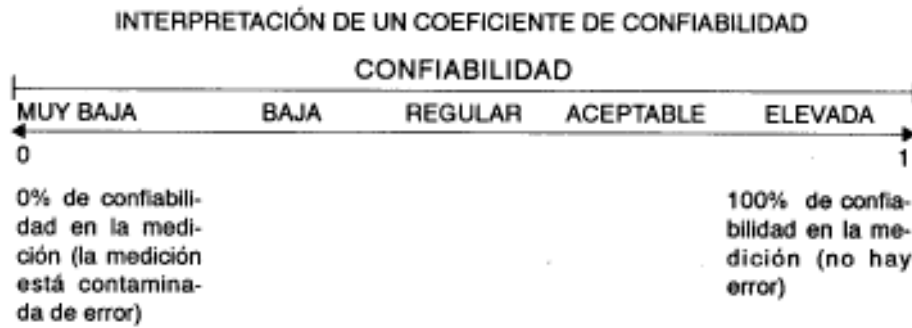 INTERPRETACIÓN DE UN COEFICIENTE DE CONFIABILIDAD
CONFIABILIDAD
MUY BAJA BAJA REGULAR ACEPTABLE ELEVADA
0 1
0% de confiabili-
dad en la medi-
ción (la medición
está contamina-
da de error)
100% de confia-
bilidad en la me-
dición (no hay
error)